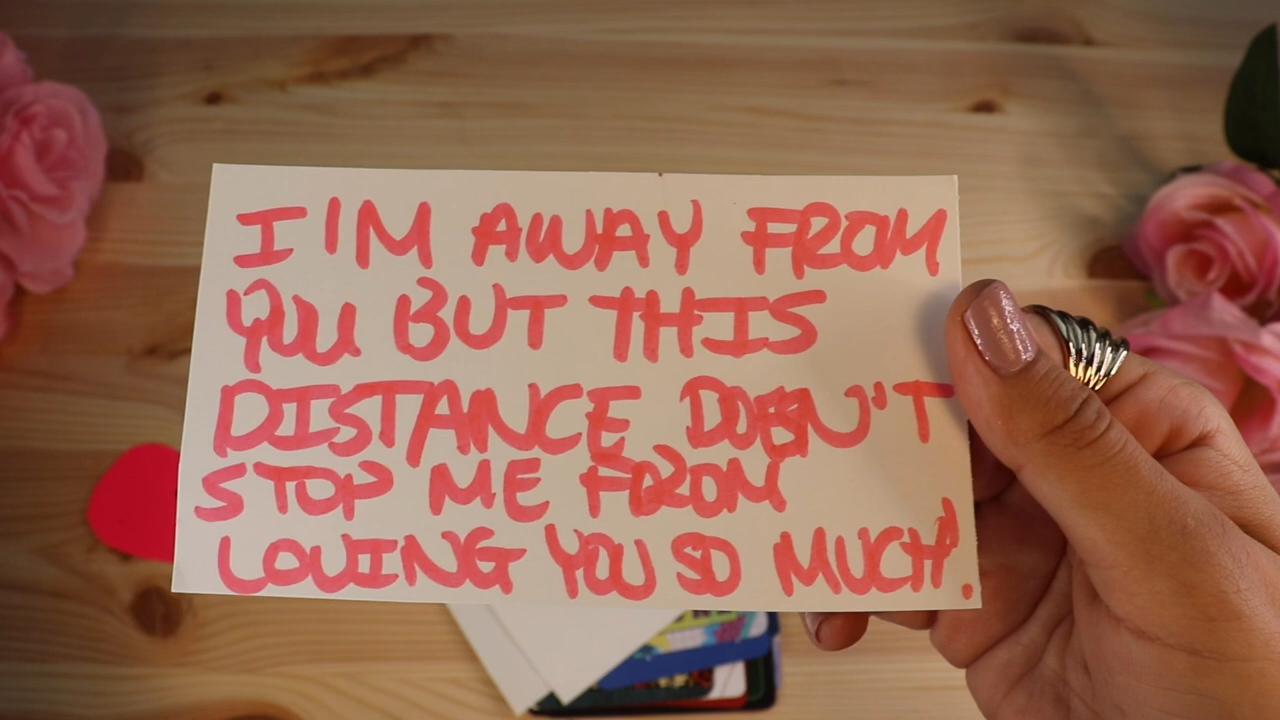 I'M AWAY FROM
YOU BUT THIS
DISTANCE DOESN'T
STOP ME FROM
LOVING YOU SO MUCH!